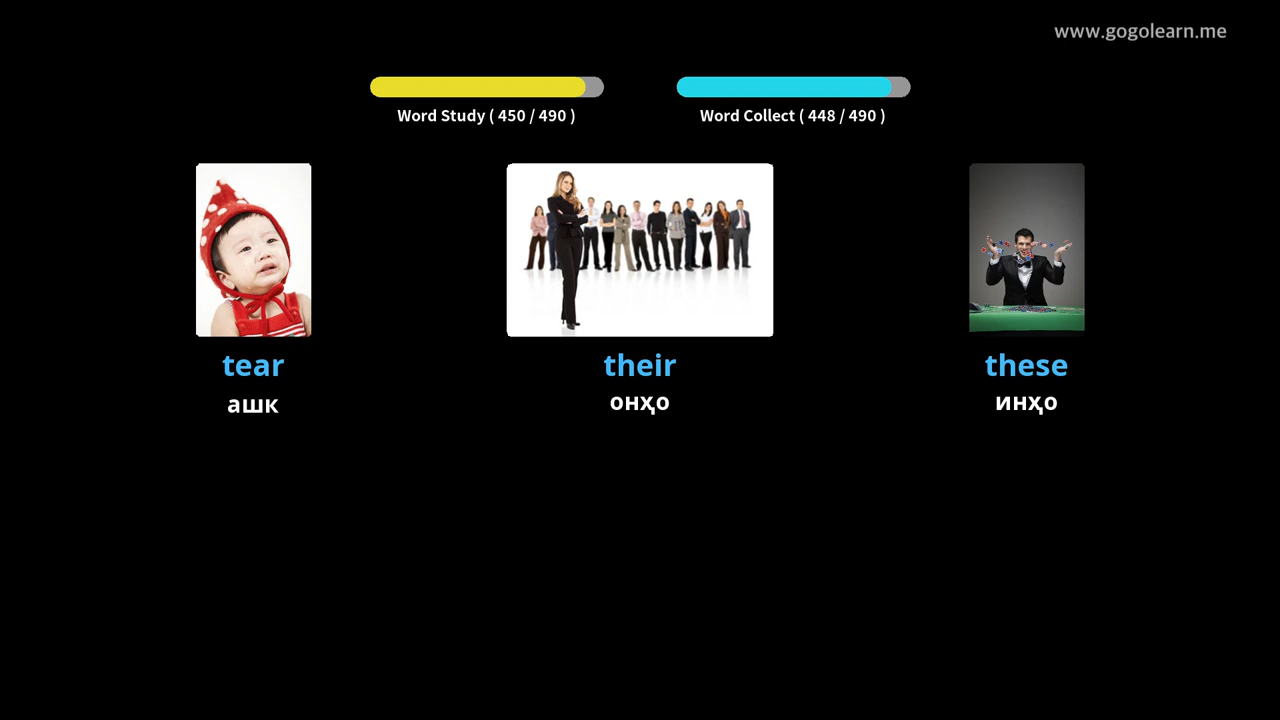 www.gogolearn.me
Word Study ( 450 / 490 )
Word Collect ( 448 / 490 )
tear
their
these
ашк
онҳо
инҳо